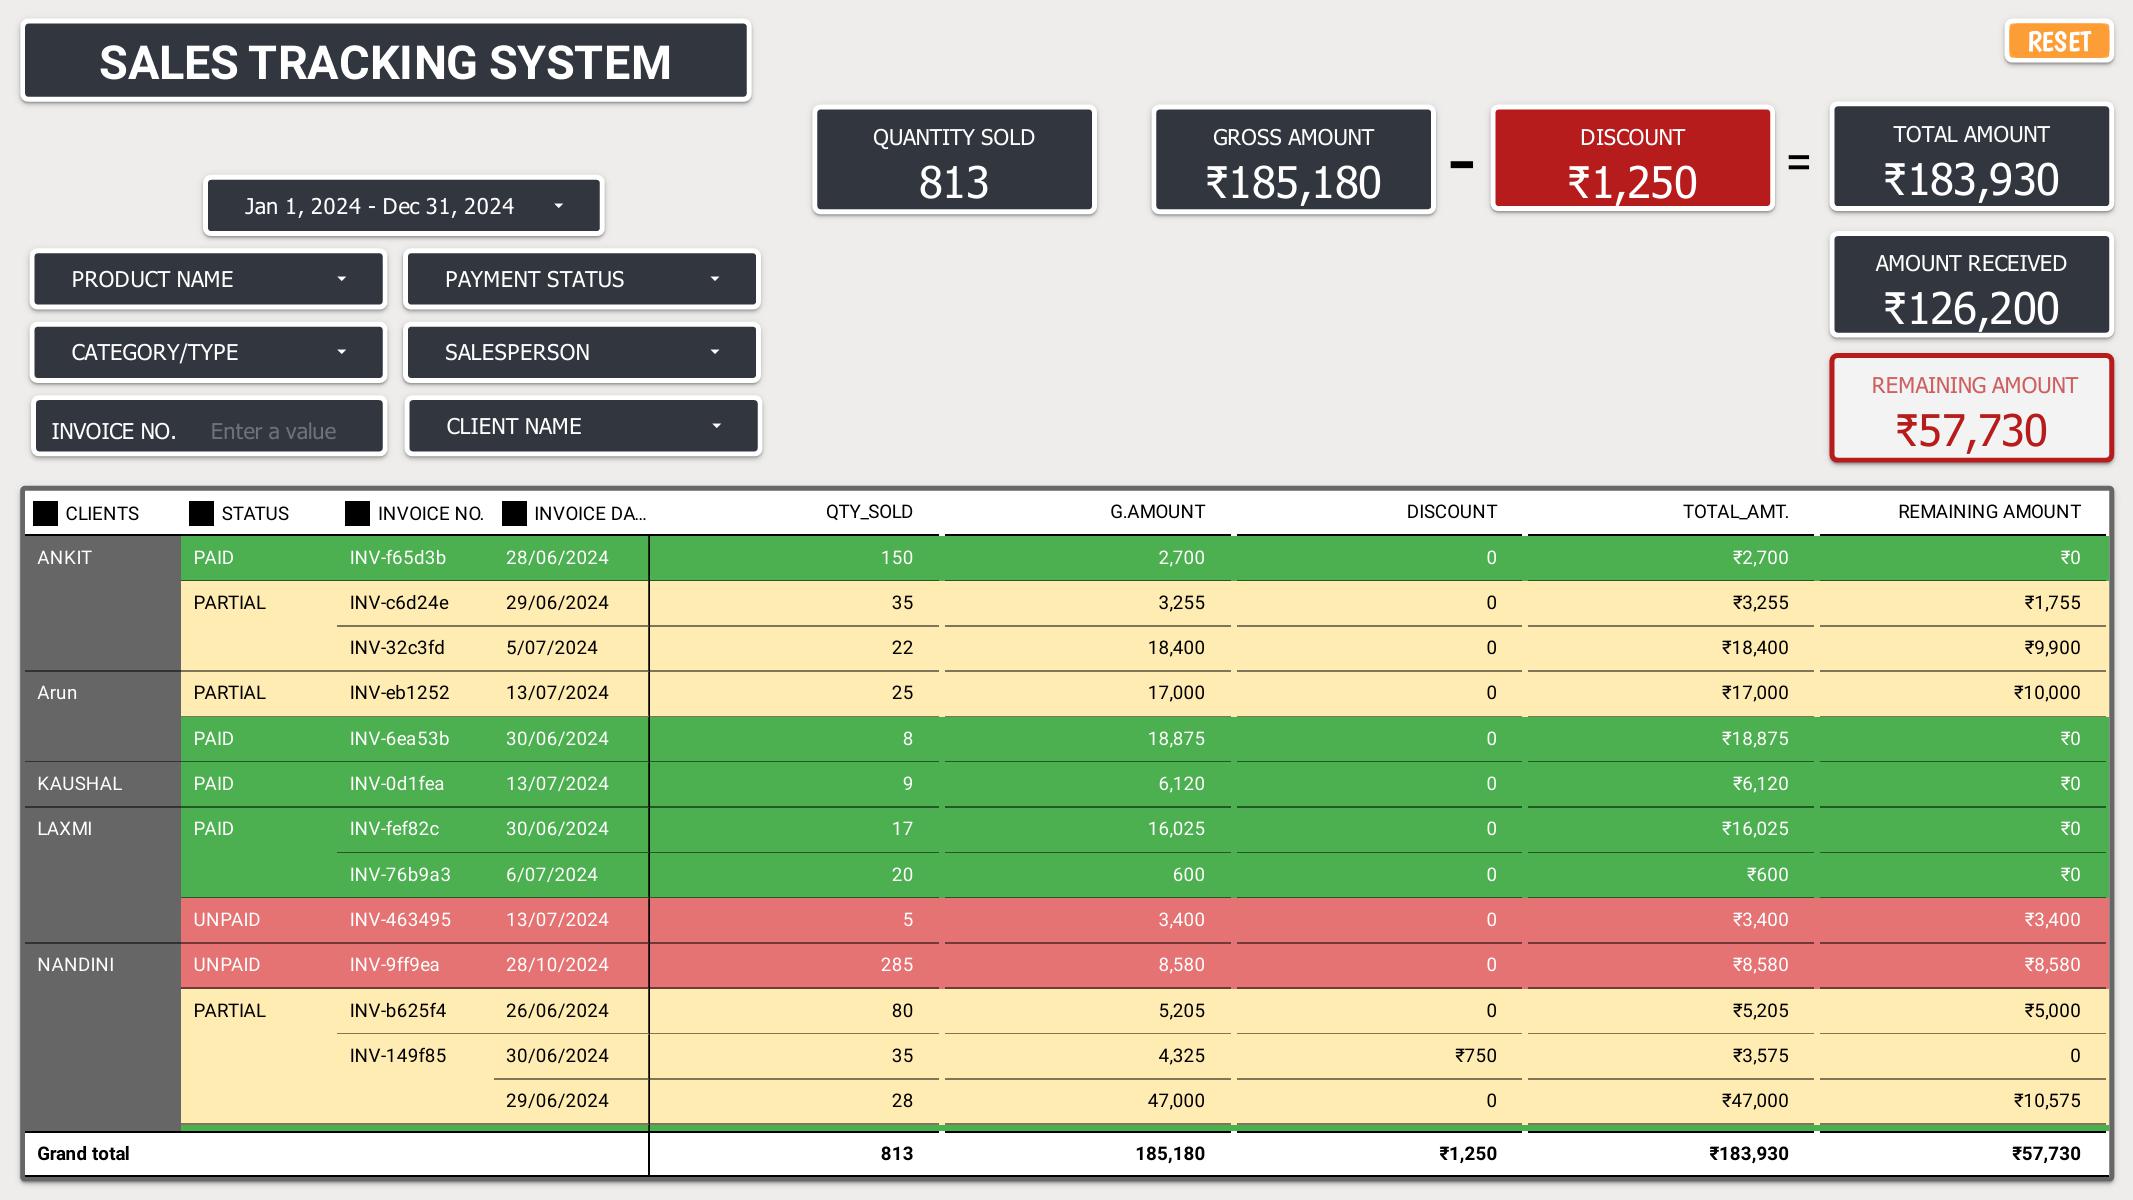 SALES TRACKING SYSTEM
RESET
QUANTITY SOLD
813
GROSS AMOUNT
₹185,180
-
DISCOUNT
₹1,250
=
TOTAL AMOUNT
₹183,930
Jan 1, 2024 - Dec 31, 2024
AMOUNT RECEIVED
₹126,200
PRODUCT NAME
PAYMENT STATUS
CATEGORY/TYPE
SALESPERSON
REMAINING AMOUNT
₹57,730
INVOICE NO. Enter a value
CLIENT NAME
CLIENTS STATUS INVOICE NO. INVOICE DA... QTY_SOLD G.AMOUNT DISCOUNT TOTAL_AMT. REMAINING AMOUNT
ANKIT PAID INV-f65d3b 28/06/2024 150 2,700 0 ₹2,700 ₹0
PARTIAL INV-c6d24e 29/06/2024 35 3,255 0 ₹3,255 ₹1,755
INV-32c3fd 5/07/2024 22 18,400 0 ₹18,400 ₹9,900
Arun PARTIAL INV-eb1252 13/07/2024 25 17,000 0 ₹17,000 ₹10,000
PAID INV-6ea53b 30/06/2024 8 18,875 0 ₹18,875 ₹0
KAUSHAL PAID INV-0d1fea 13/07/2024 9 6,120 0 ₹6,120 ₹0
LAXMI PAID INV-fef82c 30/06/2024 17 16,025 0 ₹16,025 ₹0
INV-76b9a3 6/07/2024 20 600 0 ₹600 ₹0
UNPAID INV-463495 13/07/2024 5 3,400 0 ₹3,400 ₹3,400
NANDINI UNPAID INV-9ff9ea 28/10/2024 285 8,580 0 ₹8,580 ₹8,580
PARTIAL INV-b625f4 26/06/2024 80 5,205 0 ₹5,205 ₹5,000
INV-149f85 30/06/2024 35 4,325 ₹750 ₹3,575 0
29/06/2024 28 47,000 0 ₹47,000 ₹10,575
Grand total 813 185,180 ₹1,250 ₹183,930 ₹57,730